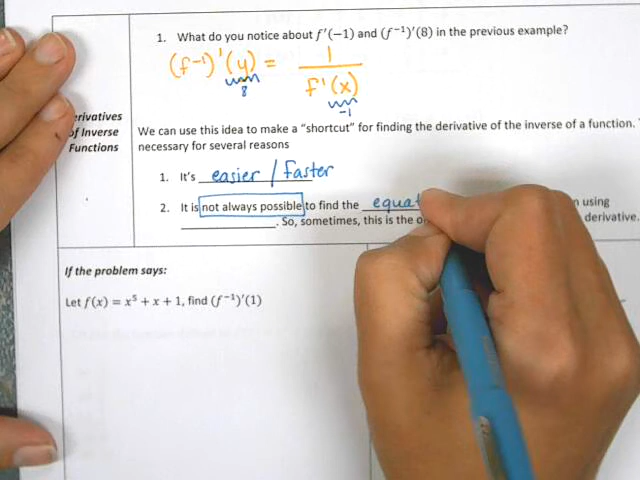 1. What do you notice about f′(−1) and (f⁻¹)′(8) in the previous example?
(f⁻¹)'(y) = 1
f'(x)
8
-1
of Inverse
Functions
We can use this idea to make a "shortcut" for finding the derivative of the inverse of a function.
necessary for several reasons
1. It's easier / faster
2. It is not always possible to find the using
. So, sometimes, this is the derivative.
If the problem says:
Let f(x) = x⁵ + x + 1, find (f⁻¹)′(1)